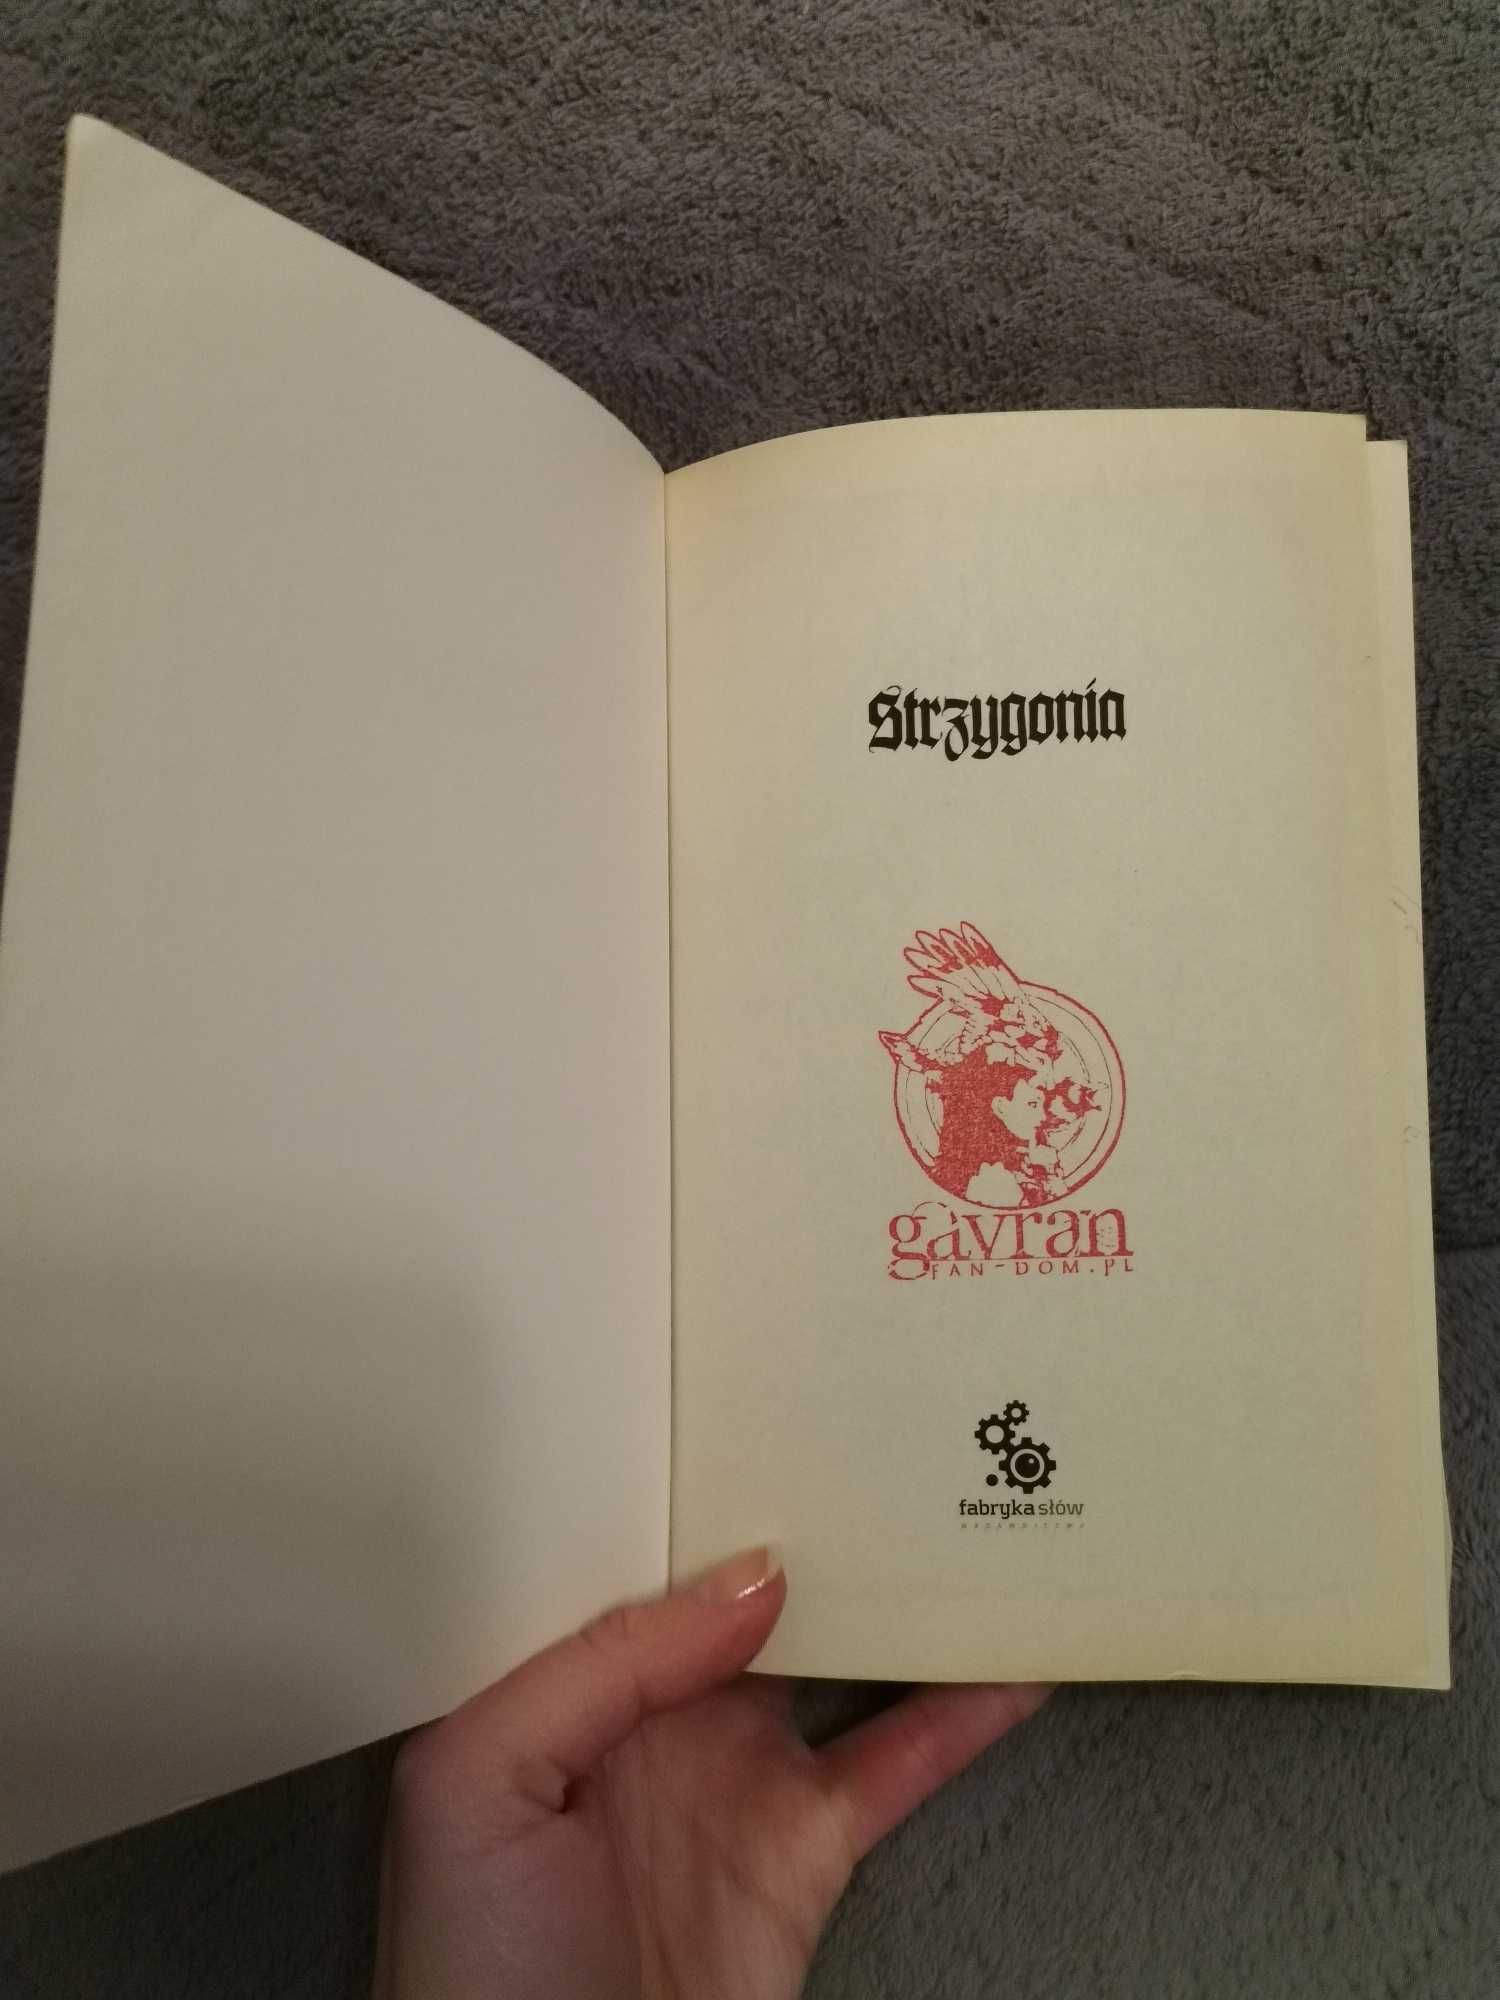 Strzygonia
gavran
FAN-DOM.PL
fabryka słów